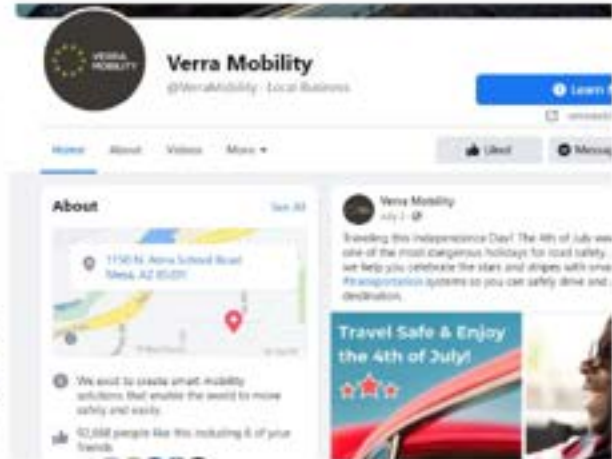 VERRA
MOBILITY
Verra Mobility
@VerraMobility · Local Business
Learn
Home About Videos More
Liked
About See All
1150 N. Alma School Road
Mesa, AZ 85201
We exist to create smart mobility
solutions that enable the world to move
safely and easily.
people like this including 6 of your
friends
Verra Mobility
July 2
Traveling this Independence Day? The 4th of July
one of the most dangerous holidays for road safety.
we help you celebrate the stars and stripes with
#transportation systems so you can safely drive and
destination.
Travel Safe & Enjoy
the 4th of July!